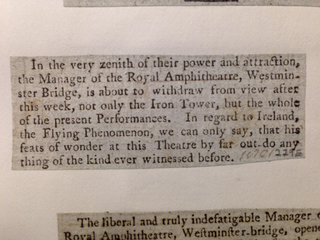 In the very zenith of their power and attraction,
the Manager of the Royal Amphitheatre, Westmin-
ster Bridge, is about to withdraw from view after
this week, not only the Iron Tower, but the whole
of the present Performances. In regard to Ireland,
the Flying Phenomenon, we can only say, that his
feats of wonder at this Theatre by far out-do any
thing of the kind ever witnessed before.
The liberal and truly indefatigable Manager
Royal Amphitheatre, Westminster-bridge, open